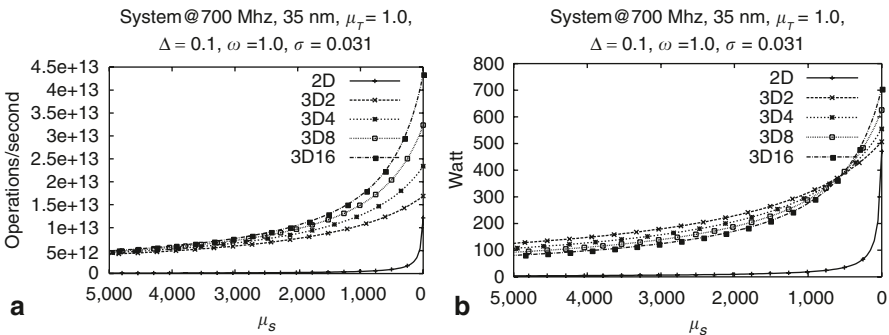 System@700 Mhz, 35 nm, μT = 1.0,
Δ = 0.1, ω =1.0, σ = 0.031
4.5e+13
4e+13
3.5e+13
3e+13
2.5e+13
2e+13
1.5e+13
1e+13
5e+12
0
Operations/second
2D
3D2
3D4
3D8
3D16
5,000 4,000 3,000 2,000 1,000 0
μs
a
System@700 Mhz, 35 nm, μT = 1.0,
Δ = 0.1, ω =1.0, σ = 0.031
800
700
600
500
400
300
200
100
0
Watt
2D
3D2
3D4
3D8
3D16
5,000 4,000 3,000 2,000 1,000 0
μs
b